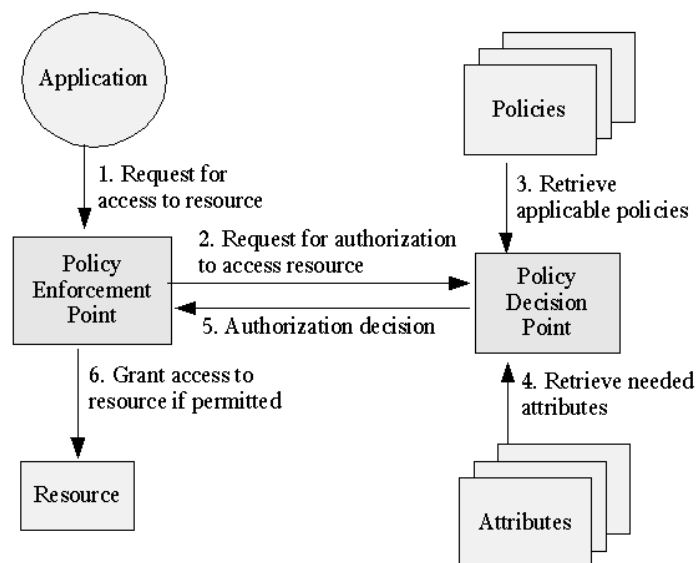 Application
Policies
1. Request for
access to resource
3. Retrieve
applicable policies
2. Request for authorization
to access resource
Policy
Enforcement
Point
Policy
Decision
Point
5. Authorization decision
6. Grant access to
resource if permitted
4. Retrieve needed
attributes
Resource
Attributes